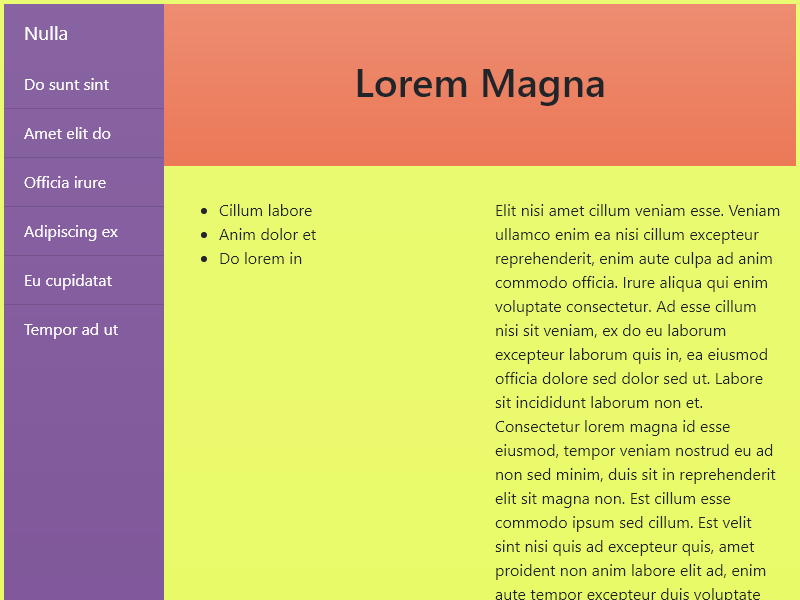 Nulla
Do sunt sint
Amet elit do
Officia irure
Adipiscing ex
Eu cupidatat
Tempor ad ut
Lorem Magna
Cillum labore
Anim dolor et
Do lorem in
Elit nisi amet cillum veniam esse. Veniam
ullamco enim ea nisi cillum excepteur
reprehenderit, enim aute culpa ad anim
commodo officia. Irure aliqua qui enim
voluptate consectetur. Ad esse cillum
nisi sit veniam, ex do eu laborum
excepteur laborum quis in, ea eiusmod
officia dolore sed dolor sed ut. Labore
sit incididunt laborum non et.
Consectetur lorem magna id esse
eiusmod, tempor veniam nostrud eu ad
non sed minim, duis sit in reprehenderit
elit sit magna non. Est cillum esse
commodo ipsum sed cillum. Est velit
sint nisi quis ad excepteur quis, amet
proident non anim labore elit ad, enim
aute tempor excepteur duis voluptate